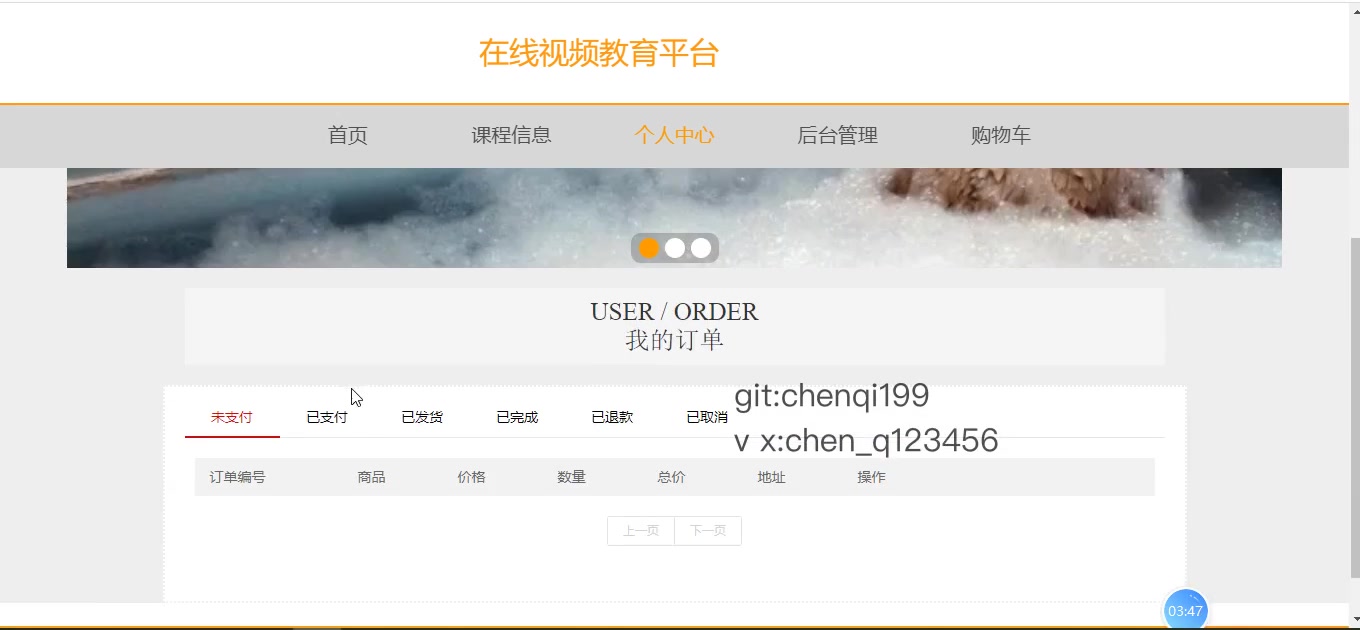 在线视频教育平台
首页 课程信息 个人中心 后台管理 购物车
USER / ORDER
我的订单
未支付 已支付 已发货 已完成 已退款 已取消
git:chenqi199
v x:chen_q123456
订单编号 商品 价格 数量 总价 地址 操作
上一页 下一页
03:47